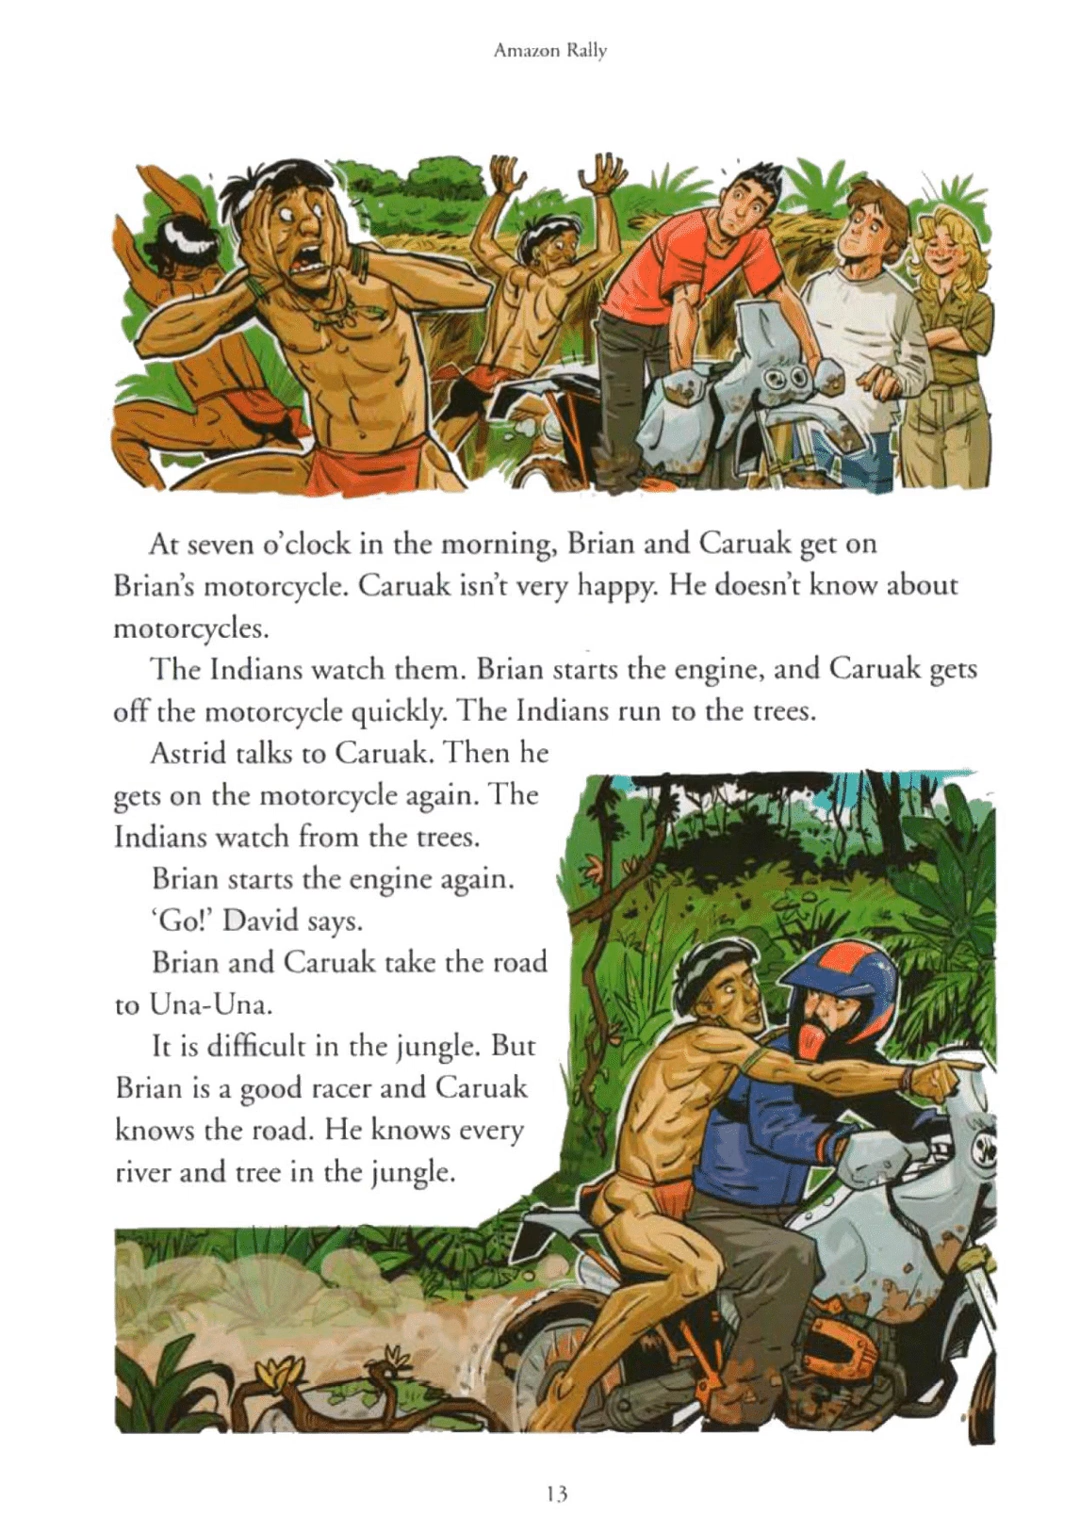 Amazon Rally
At seven o’clock in the morning, Brian and Caruak get on
Brian’s motorcycle. Caruak isn’t very happy. He doesn’t know about
motorcycles.
The Indians watch them. Brian starts the engine, and Caruak gets
off the motorcycle quickly. The Indians run to the trees.
Astrid talks to Caruak. Then he
gets on the motorcycle again. The
Indians watch from the trees.
Brian starts the engine again.
‘Go!’ David says.
Brian and Caruak take the road
to Una-Una.
It is difficult in the jungle. But
Brian is a good racer and Caruak
knows the road. He knows every
river and tree in the jungle.
13